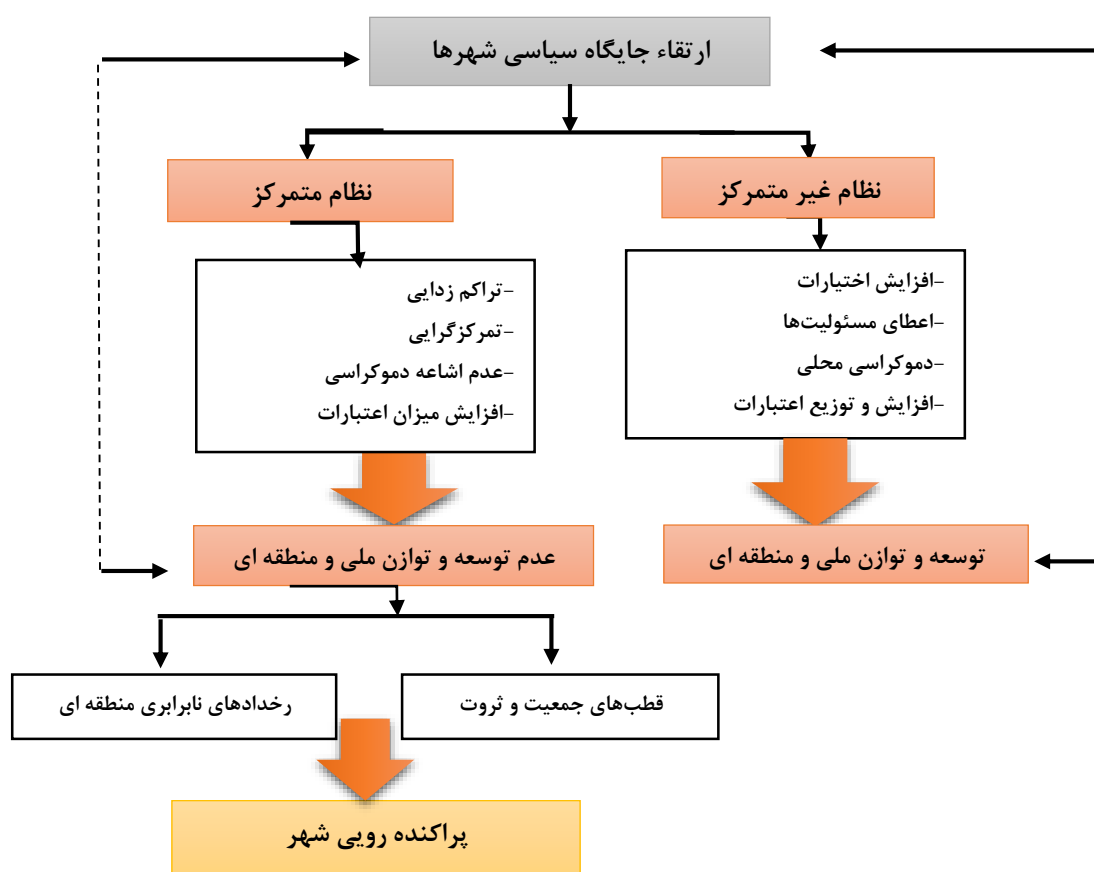 ارتقاء جایگاه سیاسی شهرها
نظام غیر متمرکز
نظام متمرکز
-افزایش اختیارات
-اعطای مسئولیت‌ها
-دموکراسی محلی
-افزایش و توزیع اعتبارات
-تراکم زدایی
-تمرکزگرایی
-عدم اشاعه دموکراسی
-افزایش میزان اعتبارات
توسعه و توازن ملی و منطقه ای
عدم توسعه و توازن ملی و منطقه ای
قطب‌های جمعیت و ثروت
رخدادهای نابرابری منطقه ای
پراکنده رویی شهر